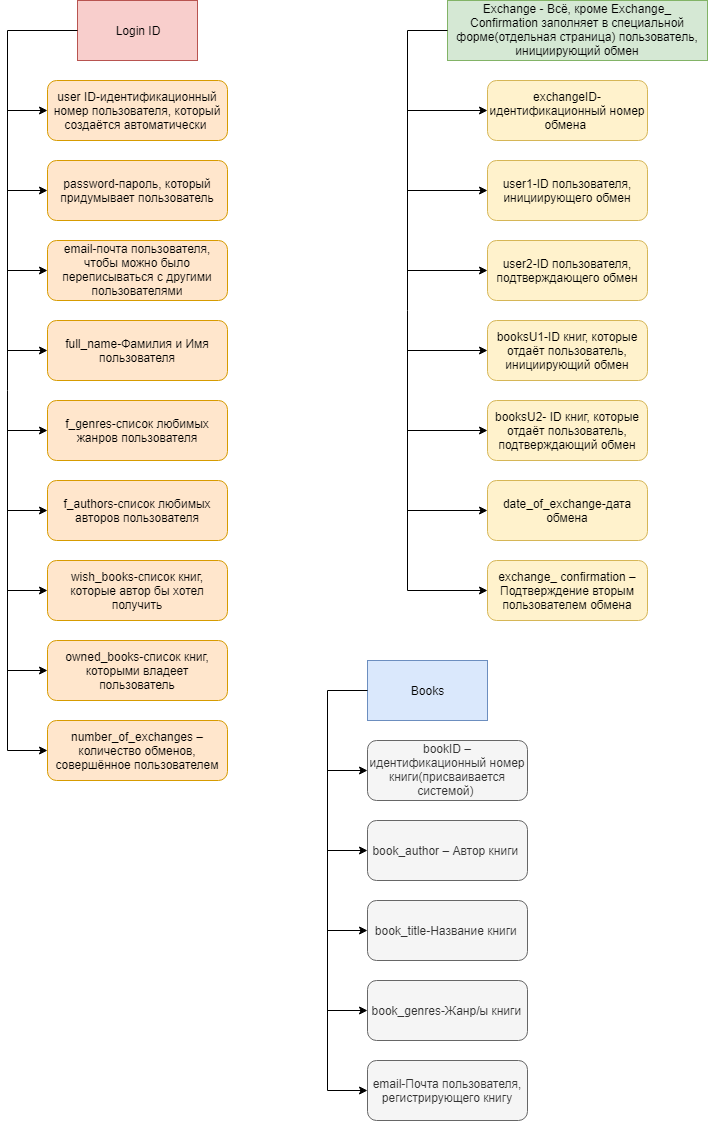 Login ID
user ID-идентификационный
номер пользователя, который
создаётся автоматически
password-пароль, который
придумывает пользователь
email-почта пользователя,
чтобы можно было
переписываться с другими
пользователями
full_name-Фамилия и Имя
пользователя
f_genres-список любимых
жанров пользователя
f_authors-список любимых
авторов пользователя
wish_books-список книг,
которые автор бы хотел
получить
owned_books-список книг,
которыми владеет
пользователь
number_of_exchanges –
количество обменов,
совершённое пользователем
Exchange - Всё, кроме Exchange_
Confirmation заполняет в специальной
форме(отдельная страница) пользователь,
инициирующий обмен
exchangeID-
идентификационный номер
обмена
user1-ID пользователя,
инициирующего обмен
user2-ID пользователя,
подтверждающего обмен
booksU1-ID книг, которые
отдаёт пользователь,
инициирующий обмен
booksU2- ID книг, которые
отдаёт пользователь,
подтверждающий обмен
date_of_exchange-дата
обмена
exchange_ confirmation –
Подтверждение вторым
пользователем обмена
Books
bookID –
идентификационный номер
книги(присваивается
системой)
book_author – Автор книги
book_title-Название книги
book_genres-Жанр/ы книги
email-Почта пользователя,
регистрирующего книгу